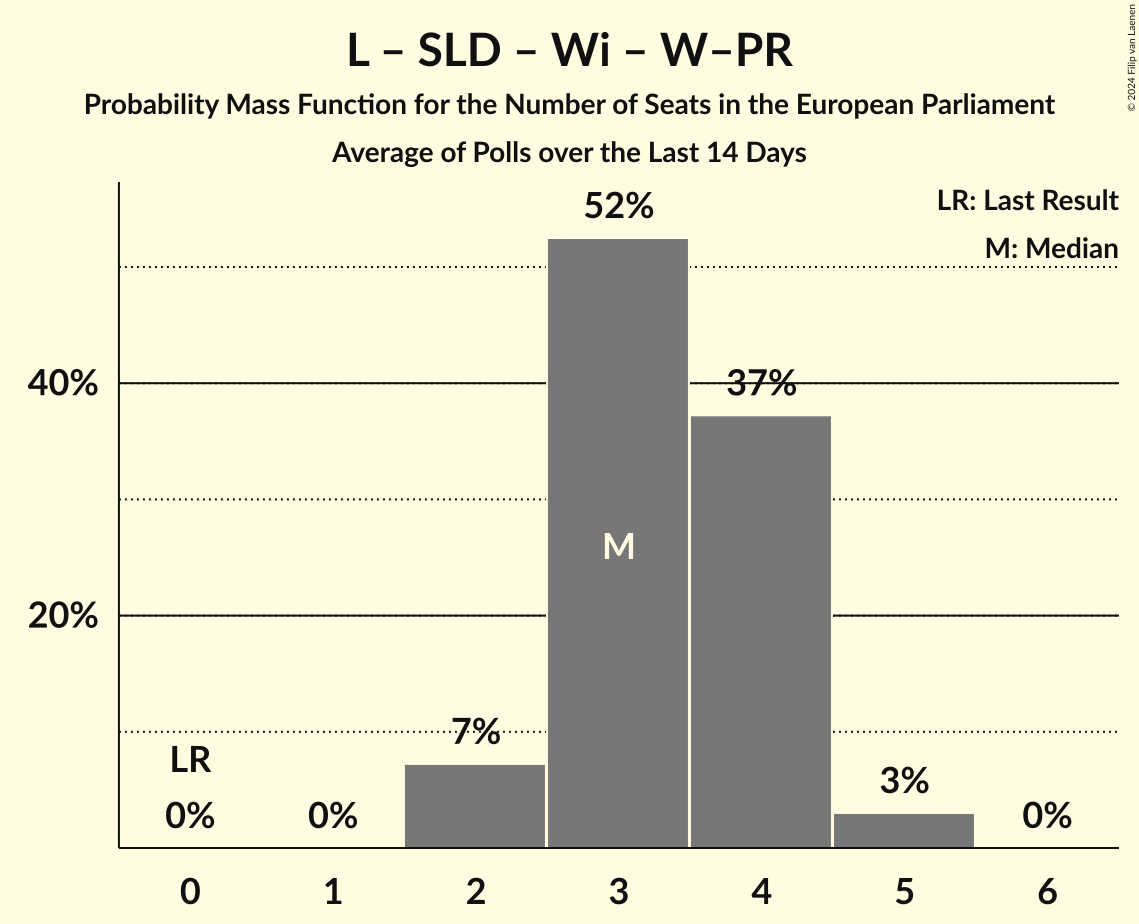 L – SLD – Wi – W–PR
Probability Mass Function for the Number of Seats in the European Parliament
Average of Polls over the Last 14 Days
© 2024 Filip van Laenen
LR: Last Result
M: Median
52%
40%
37%
M
20%
7%
LR
3%
0%
0%
0%
0 1 2 3 4 5 6